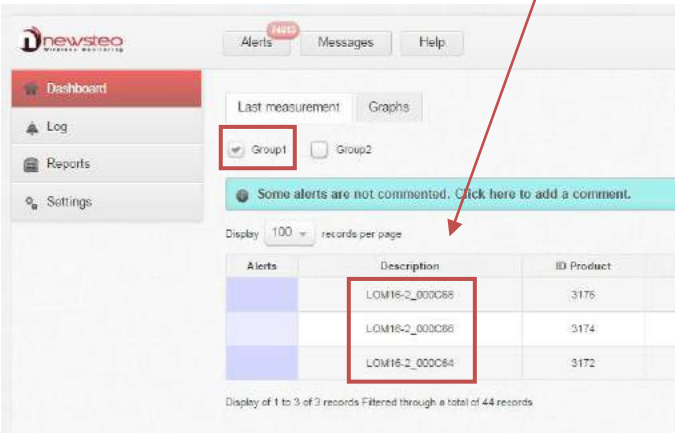 newsteo
Wireless Monitoring
Alerts Messages Help
Dashboard
Log
Reports
Settings
Last measurement Graphs
Group1 Group2
Some alerts are not commented. Click here to add a comment.
Display 100 records per page
Alerts Description ID Product
3176
LOM16-2_000C66 3174
LOM16-2_000C64 3172
Display of 1 to 3 of 3 records Filtered through a total of 44 records